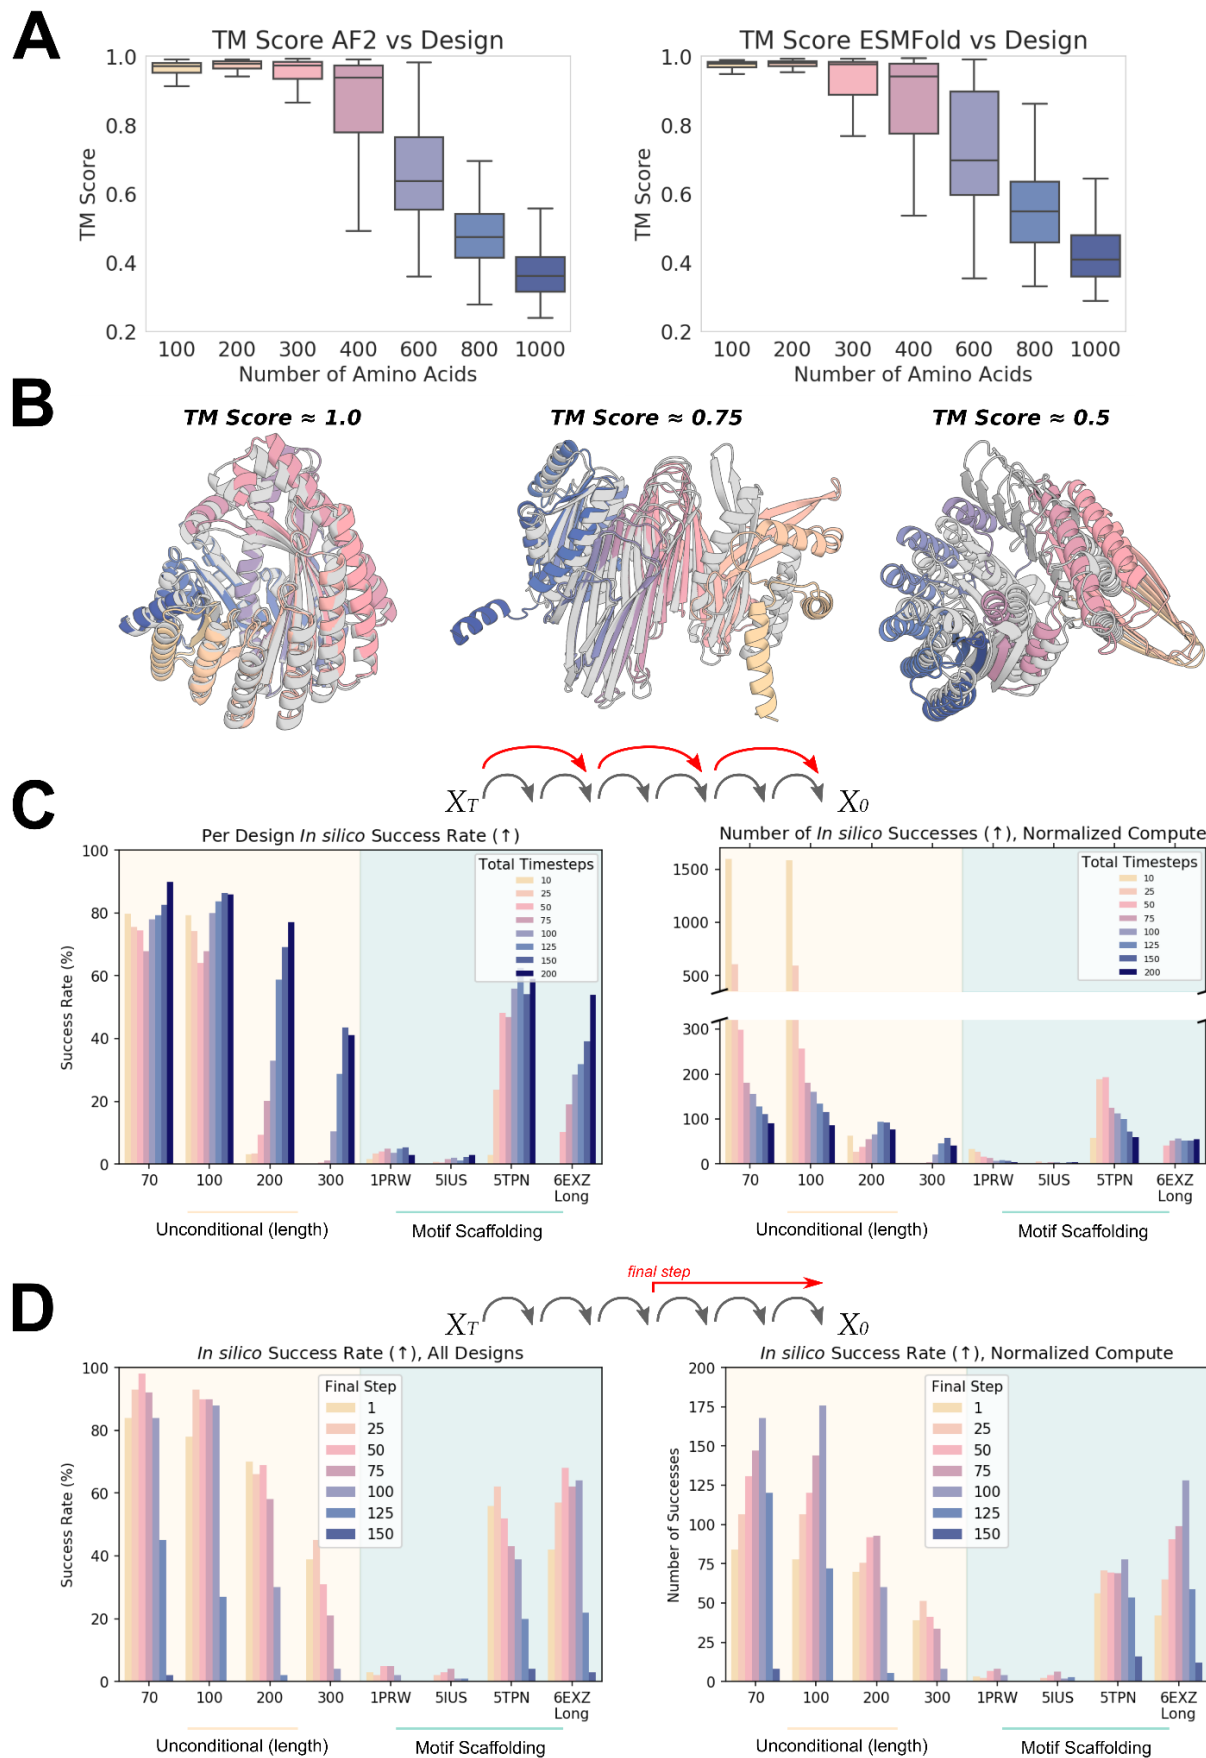 A
TM Score AF2 vs Design
TM Score
1.0
0.8
0.6
0.4
0.2
100 200 300 400 600 800 1000
Number of Amino Acids
TM Score ESMFold vs Design
TM Score
1.0
0.8
0.6
0.4
0.2
100 200 300 400 600 800 1000
Number of Amino Acids
B
TM Score ≈ 1.0
TM Score ≈ 0.75
TM Score ≈ 0.5
C
XT X0
Per Design In silico Success Rate (↑)
Success Rate (%)
100
80
60
40
20
0
Total Timesteps
10
25
50
75
100
125
150
200
70 100 200 300 1PRW 5IUS 5TPN 6EXZ
Long
Unconditional (length) Motif Scaffolding
Number of In silico Successes (↑), Normalized Compute
1500
1000
500
300
200
100
0
Total Timesteps
10
25
50
75
100
125
150
200
70 100 200 300 1PRW 5IUS 5TPN 6EXZ
Long
Unconditional (length) Motif Scaffolding
D
final step
XT X0
In silico Success Rate (↑), All Designs
Success Rate (%)
100
80
60
40
20
0
Final Step
1
25
50
75
100
125
150
70 100 200 300 1PRW 5IUS 5TPN 6EXZ
Long
Unconditional (length) Motif Scaffolding
In silico Success Rate (↑), Normalized Compute
Number of Successes
200
175
150
125
100
75
50
25
0
Final Step
1
25
50
75
100
125
150
70 100 200 300 1PRW 5IUS 5TPN 6EXZ
Long
Unconditional (length) Motif Scaffolding